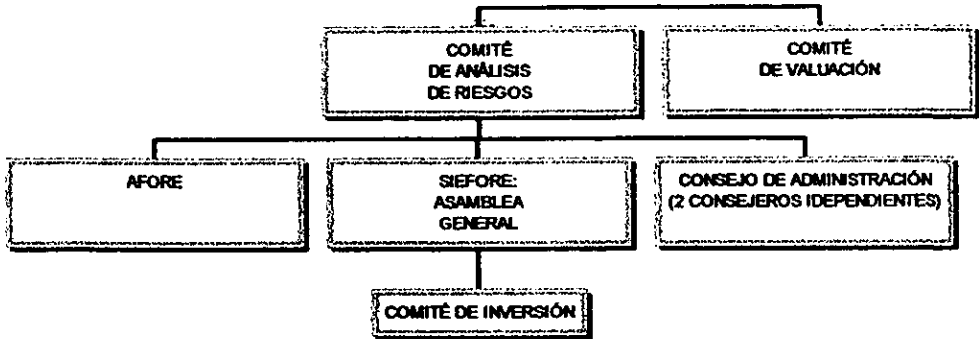 COMITÉ
DE ANÁLISIS
DE RIESGOS
COMITÉ
DE VALUACIÓN
AFORE
SIEFORE:
ASAMBLEA
GENERAL
CONSEJO DE ADMINISTRACIÓN
(2 CONSEJEROS IDEPENDIENTES)
COMITÉ DE INVERSIÓN